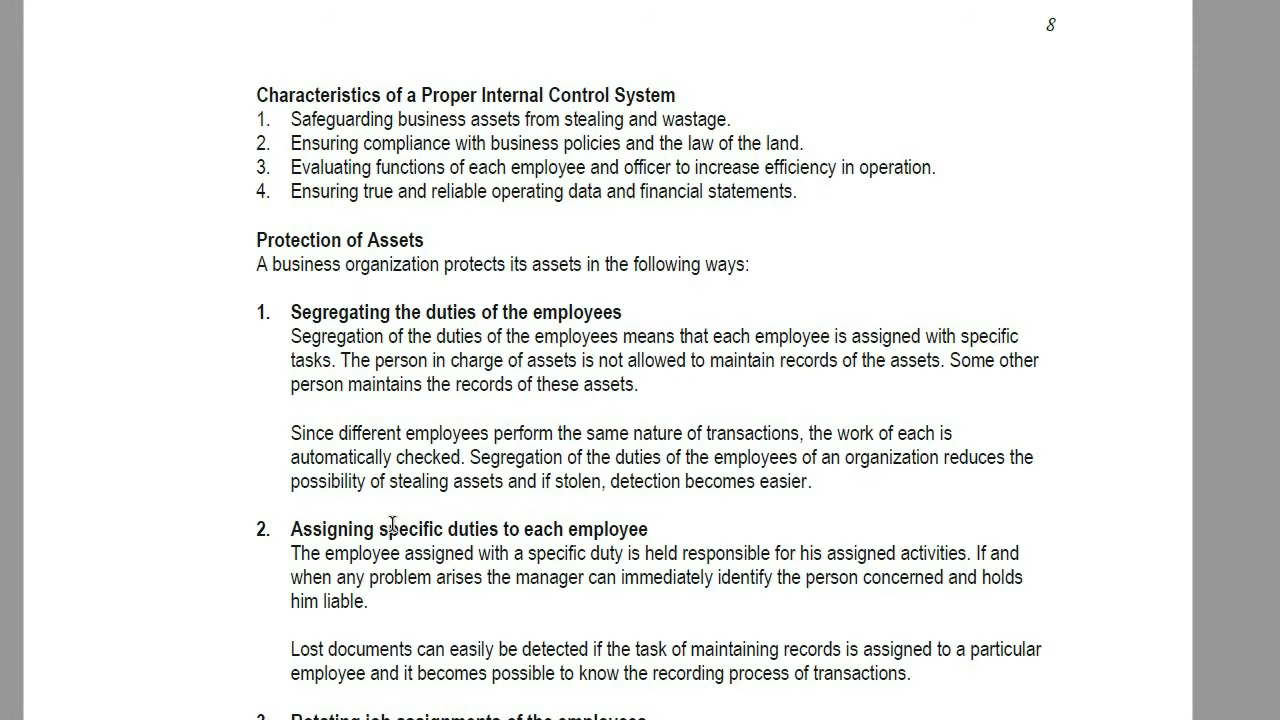 8
Characteristics of a Proper Internal Control System
1. Safeguarding business assets from stealing and wastage.
2. Ensuring compliance with business policies and the law of the land.
3. Evaluating functions of each employee and officer to increase efficiency in operation.
4. Ensuring true and reliable operating data and financial statements.
Protection of Assets
A business organization protects its assets in the following ways:
1. Segregating the duties of the employees
Segregation of the duties of the employees means that each employee is assigned with specific
tasks. The person in charge of assets is not allowed to maintain records of the assets. Some other
person maintains the records of these assets.
Since different employees perform the same nature of transactions, the work of each is
automatically checked. Segregation of the duties of the employees of an organization reduces the
possibility of stealing assets and if stolen, detection becomes easier.
2. Assigning specific duties to each employee
The employee assigned with a specific duty is held responsible for his assigned activities. If and
when any problem arises the manager can immediately identify the person concerned and holds
him liable.
Lost documents can easily be detected if the task of maintaining records is assigned to a particular
employee and it becomes possible to know the recording process of transactions.
3. Rotating job assignments of the employees